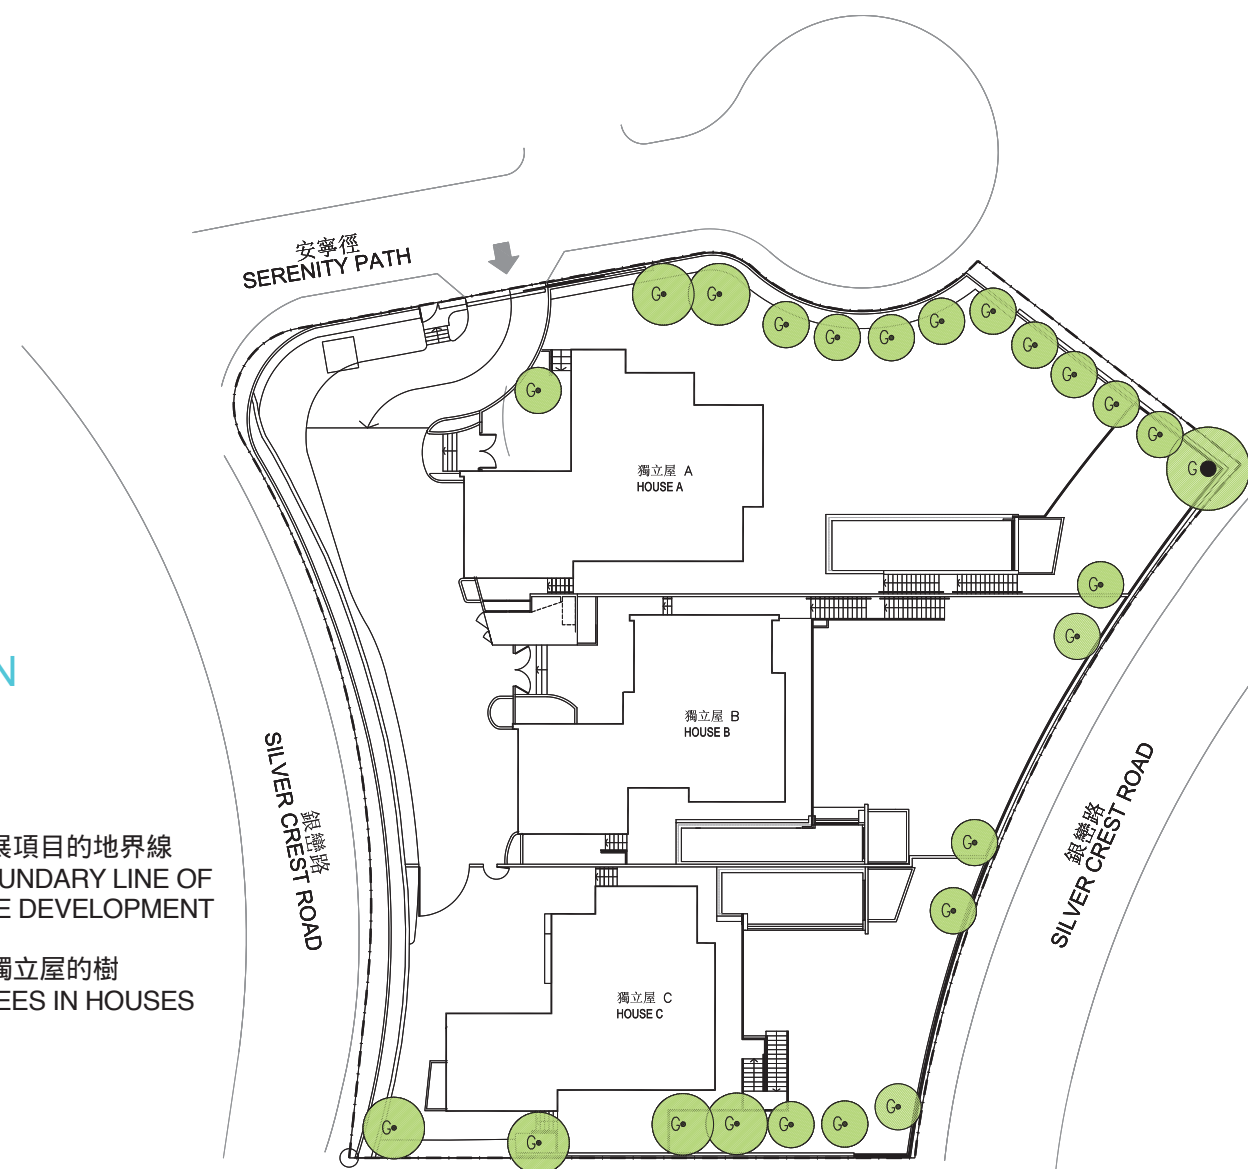 安寧徑
SERENITY PATH
G
G
G
G
G
G
G
G
G
G
G
G
G
獨立屋 A
HOUSE A
G
G
N
獨立屋 B
HOUSE B
銀巒路
SILVER CREST ROAD
銀巒路
SILVER CREST ROAD
展項目的地界線
UNDARY LINE OF
E DEVELOPMENT
G
G
獨立屋的樹
EES IN HOUSES
獨立屋 C
HOUSE C
G
G
G
G
G
G
G